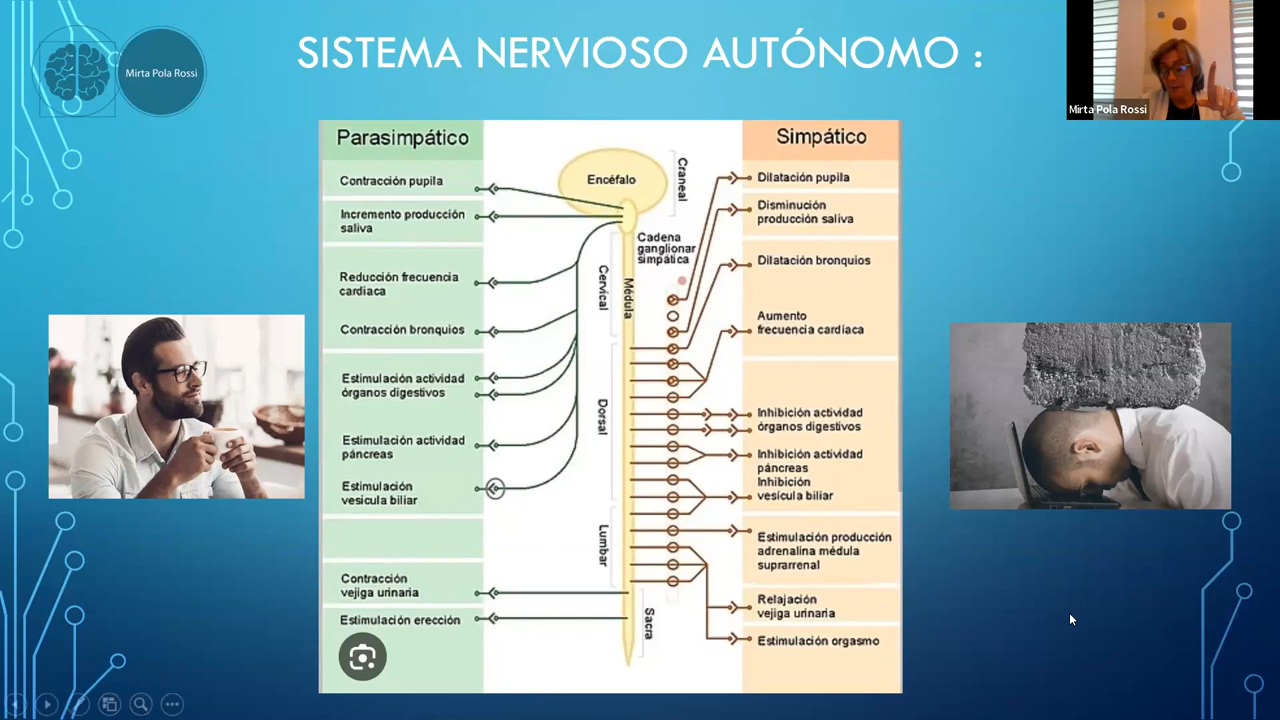 SISTEMA NERVIOSO AUTÓNOMO :
Mirta Pola Rossi
Mirta Pola Rossi
Parasimpático
Contracción pupila
Incremento producción
saliva
Reducción frecuencia
cardiaca
Contracción bronquios
Estimulación actividad
órganos digestivos
Estimulación actividad
páncreas
Estimulación
vesícula biliar
Contracción
vejiga urinaria
Estimulación erección
Encéfalo
Craneal
Cadena
ganglionar
simpática
Cervical
Médula
Dorsal
Lumbar
Sacra
Simpático
Dilatación pupila
Disminución
producción saliva
Dilatación bronquios
Aumento
frecuencia cardiaca
Inhibición actividad
órganos digestivos
Inhibición actividad
páncreas
Inhibición
vesícula biliar
Estimulación producción
adrenalina médula
suprarrenal
Relajación
vejiga urinaria
Estimulación orgasmo